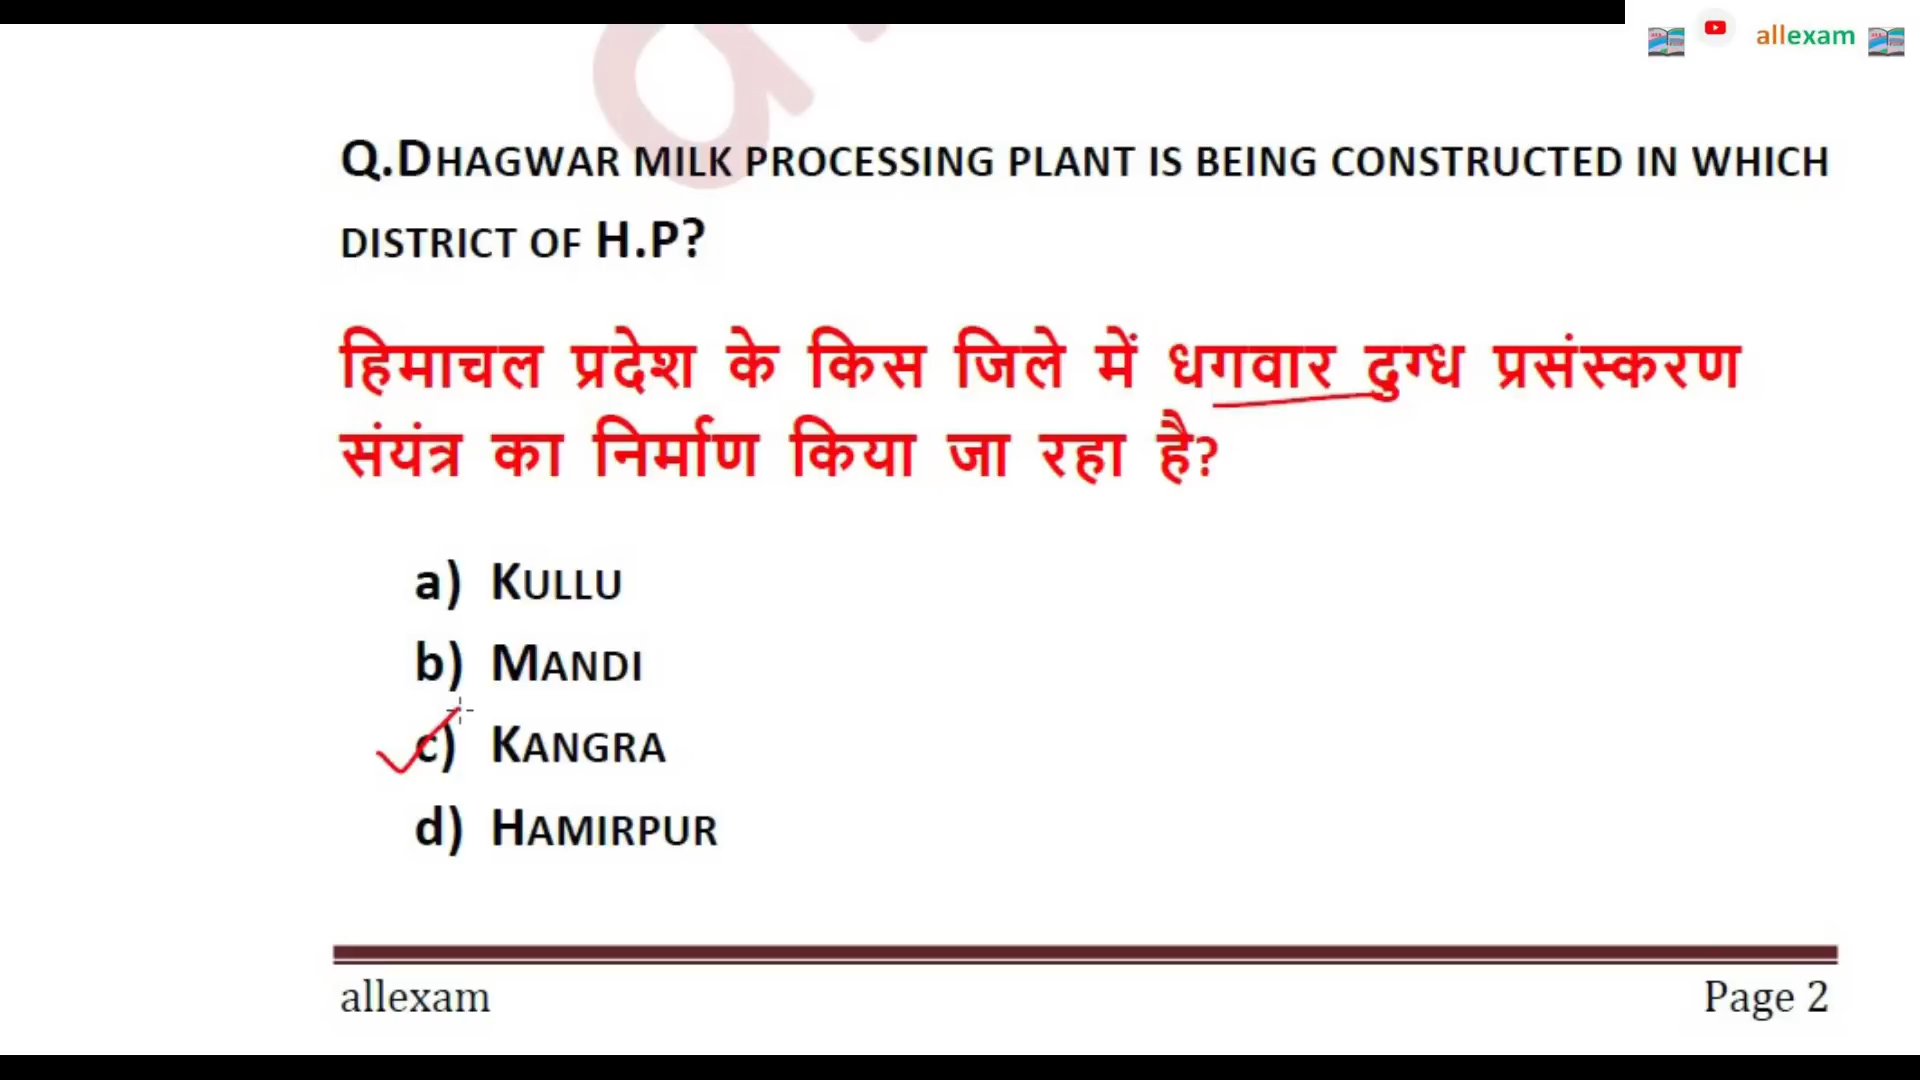 allexam
Q.DHAGWAR MILK PROCESSING PLANT IS BEING CONSTRUCTED IN WHICH
DISTRICT OF H.P?
हिमाचल प्रदेश के किस जिले में धगवार दुग्ध प्रसंस्करण
संयंत्र का निर्माण किया जा रहा है?
a) KULLU
b) MANDI
c) KANGRA
d) HAMIRPUR
allexam Page 2